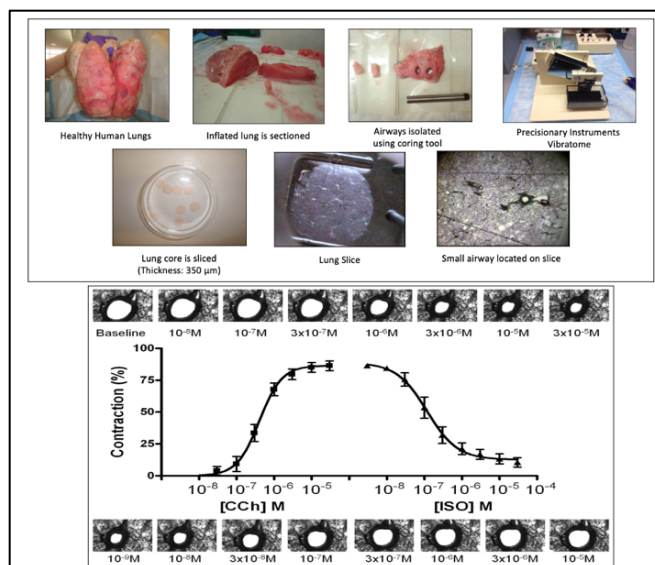 Healthy Human Lungs
Inflated lung is sectioned
Airways isolated
using coring tool
Precisionary Instruments
Vibratome
Lung core is sliced
(Thickness: 350 µm)
Lung Slice
Small airway located on slice
Baseline 10⁻⁸M 10⁻⁷M 3x10⁻⁷M 10⁻⁶M 3x10⁻⁶M 10⁻⁵M 3x10⁻⁵M
Contraction (%)
100
75
50
25
0
10⁻⁸ 10⁻⁷ 10⁻⁶ 10⁻⁵ 10⁻⁸ 10⁻⁷ 10⁻⁶ 10⁻⁵ 10⁻⁴
[CCh] M [ISO] M
10⁻⁹M 10⁻⁸M 3x10⁻⁸M 10⁻⁷M 3x10⁻⁷M 10⁻⁶M 3x10⁻⁶M 10⁻⁵M